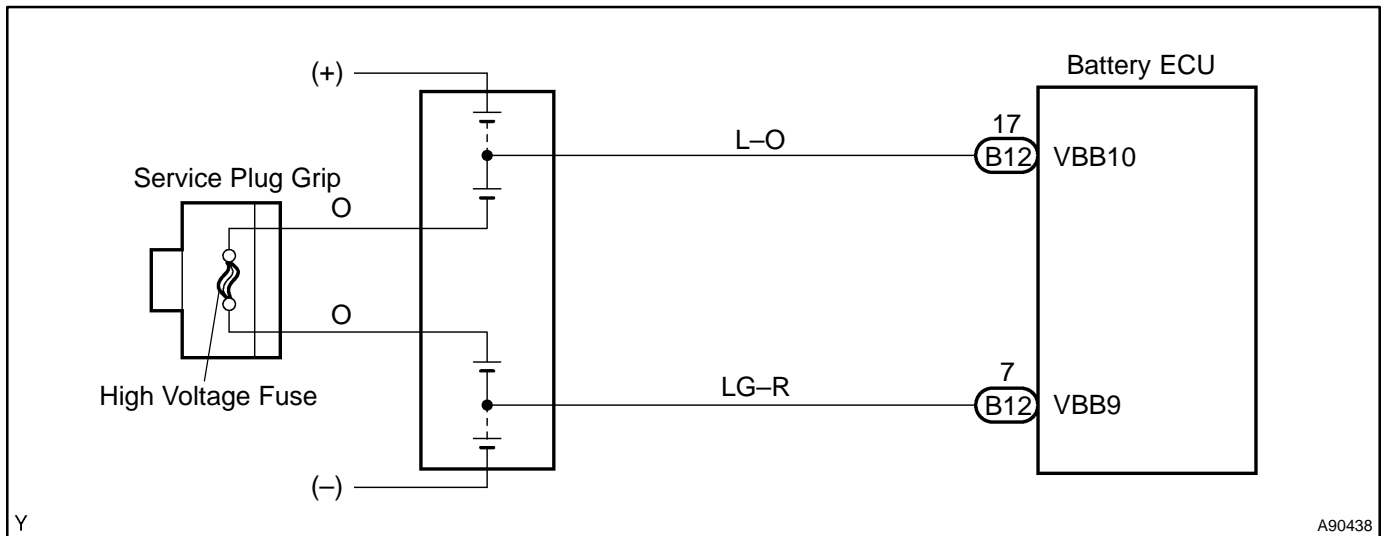 (+)
Battery ECU
17
L–O
B12
VBB10
Service Plug Grip
O
O
7
High Voltage Fuse
LG–R
B12
VBB9
(–)
Y
A90438